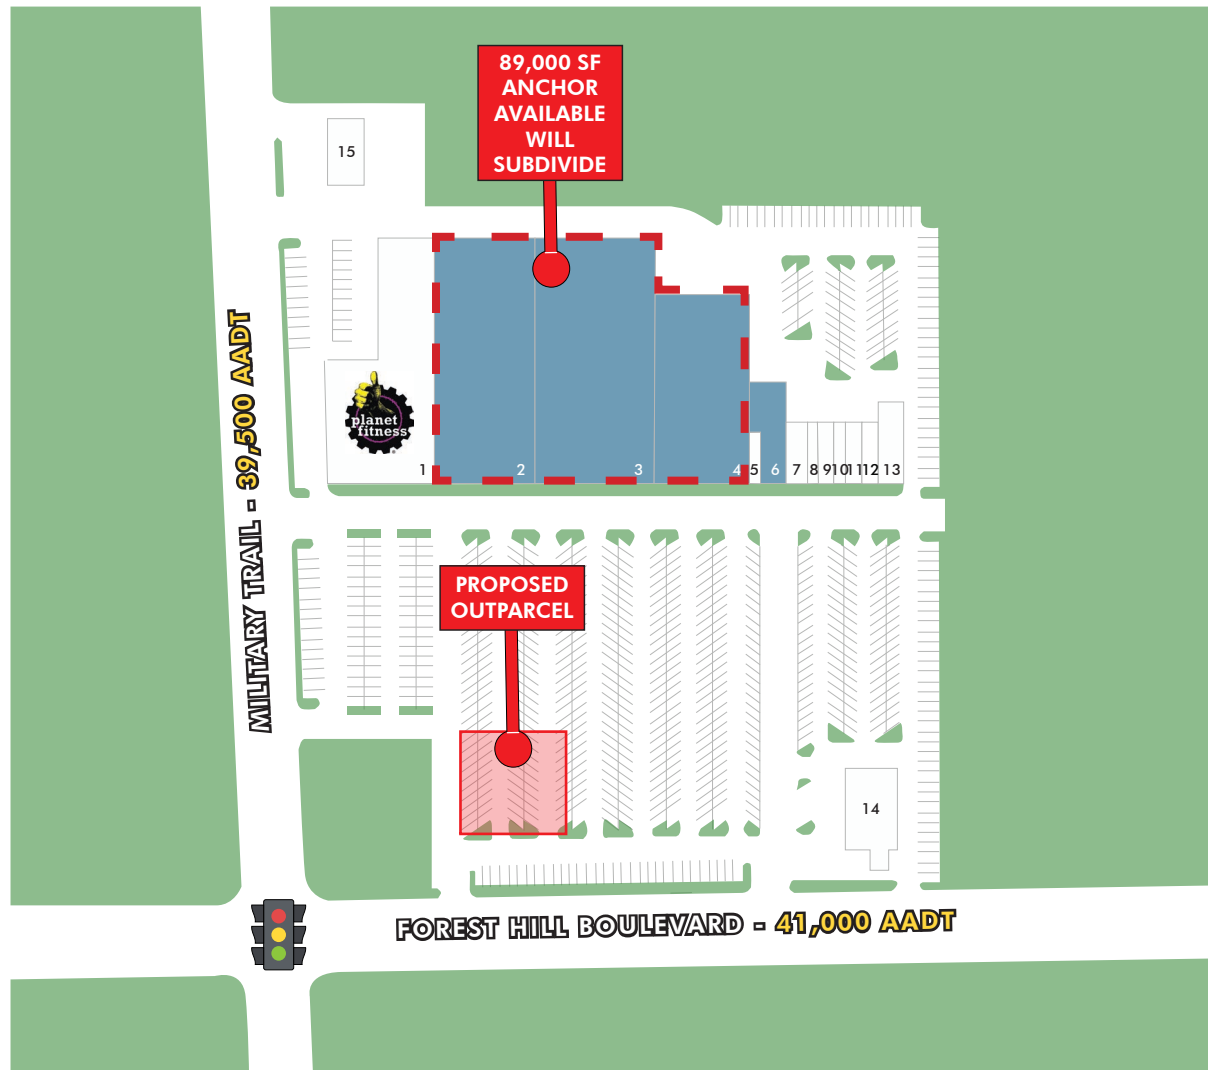 89,000 SF
ANCHOR
AVAILABLE
WILL
SUBDIVIDE
15
MILITARY TRAIL - 39,500 AADT
planet
fitness
1
2
3
4
5
6
7
8
9
10
11
12
13
PROPOSED
OUTPARCEL
14
FOREST HILL BOULEVARD - 41,000 AADT